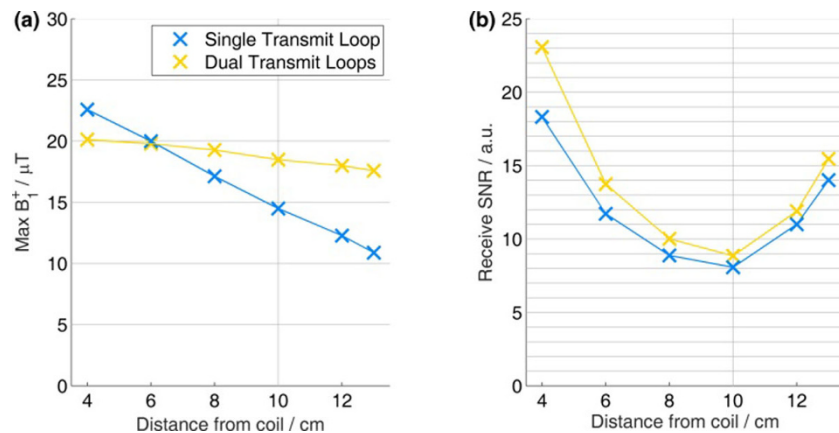 (a)
30
25
20
15
10
5
0
Max B₁⁺ / μT
Single Transmit Loop
Dual Transmit Loops
4 6 8 10 12
Distance from coil / cm
(b)
25
20
15
10
5
0
Receive SNR / a.u.
4 6 8 10 12
Distance from coil / cm